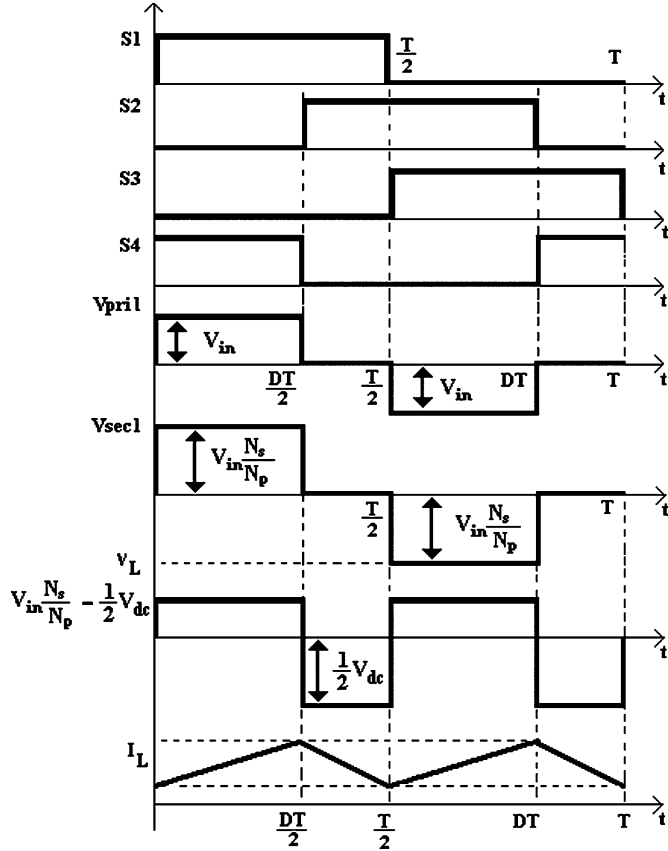 S1
T/2
T
t
S2
t
S3
t
S4
t
Vpri1
Vin
DT/2
T/2
Vin
DT
T
t
Vsec1
Vin Ns/Np
T/2
Vin Ns/Np
T
t
vL
Vin Ns/Np − 1/2 Vdc
1/2 Vdc
t
IL
DT/2
T/2
DT
T
t